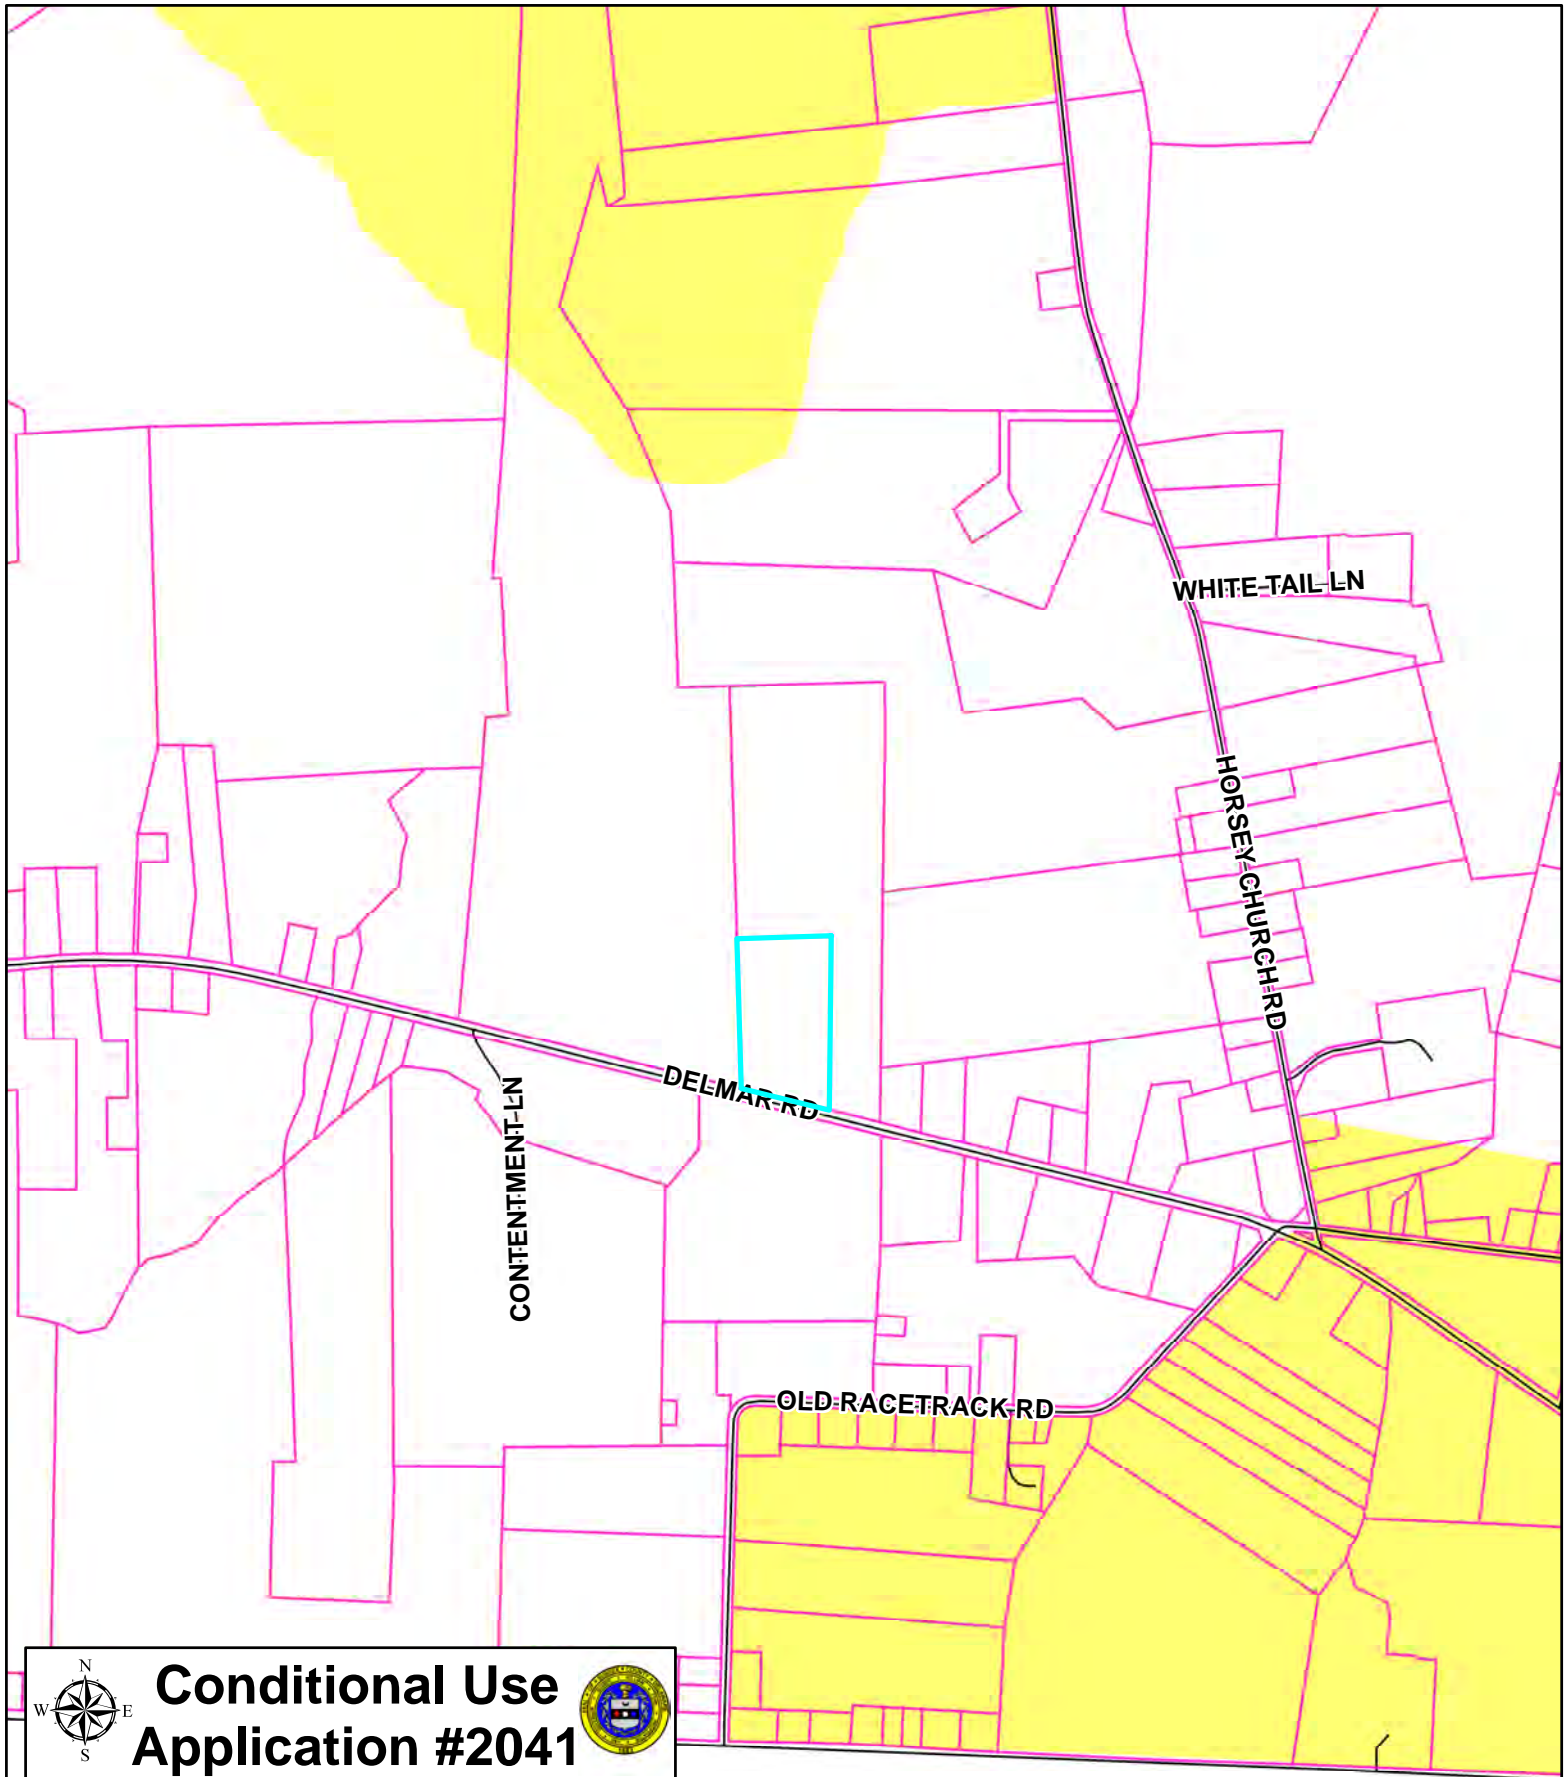 WHITE TAIL LN
HORSEY CHURCH RD
DELMAR RD
CONTENTMENT LN
OLD RACETRACK RD
N
W E
S
Conditional Use
Application #2041